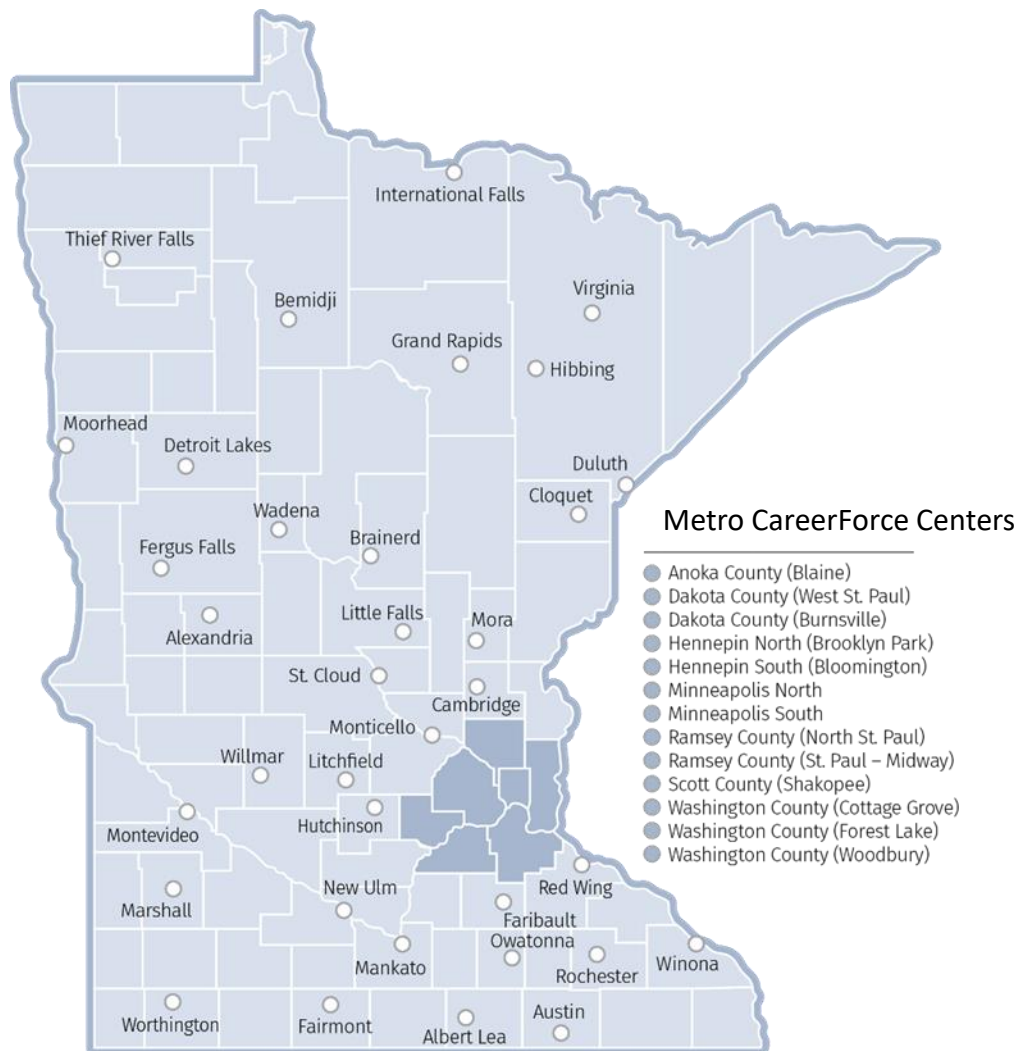 International Falls
Thief River Falls
Virginia
Bemidji
Grand Rapids
Hibbing
Moorhead
Detroit Lakes
Duluth
Cloquet
Wadena
Brainerd
Fergus Falls
Little Falls
Mora
Alexandria
St. Cloud
Cambridge
Monticello
Willmar
Litchfield
Montevideo
Hutchinson
New Ulm
Red Wing
Marshall
Faribault
Owatonna
Mankato
Rochester
Winona
Worthington
Fairmont
Albert Lea
Austin
Metro CareerForce Centers
Anoka County (Blaine)
Dakota County (West St. Paul)
Dakota County (Burnsville)
Hennepin North (Brooklyn Park)
Hennepin South (Bloomington)
Minneapolis North
Minneapolis South
Ramsey County (North St. Paul)
Ramsey County (St. Paul – Midway)
Scott County (Shakopee)
Washington County (Cottage Grove)
Washington County (Forest Lake)
Washington County (Woodbury)